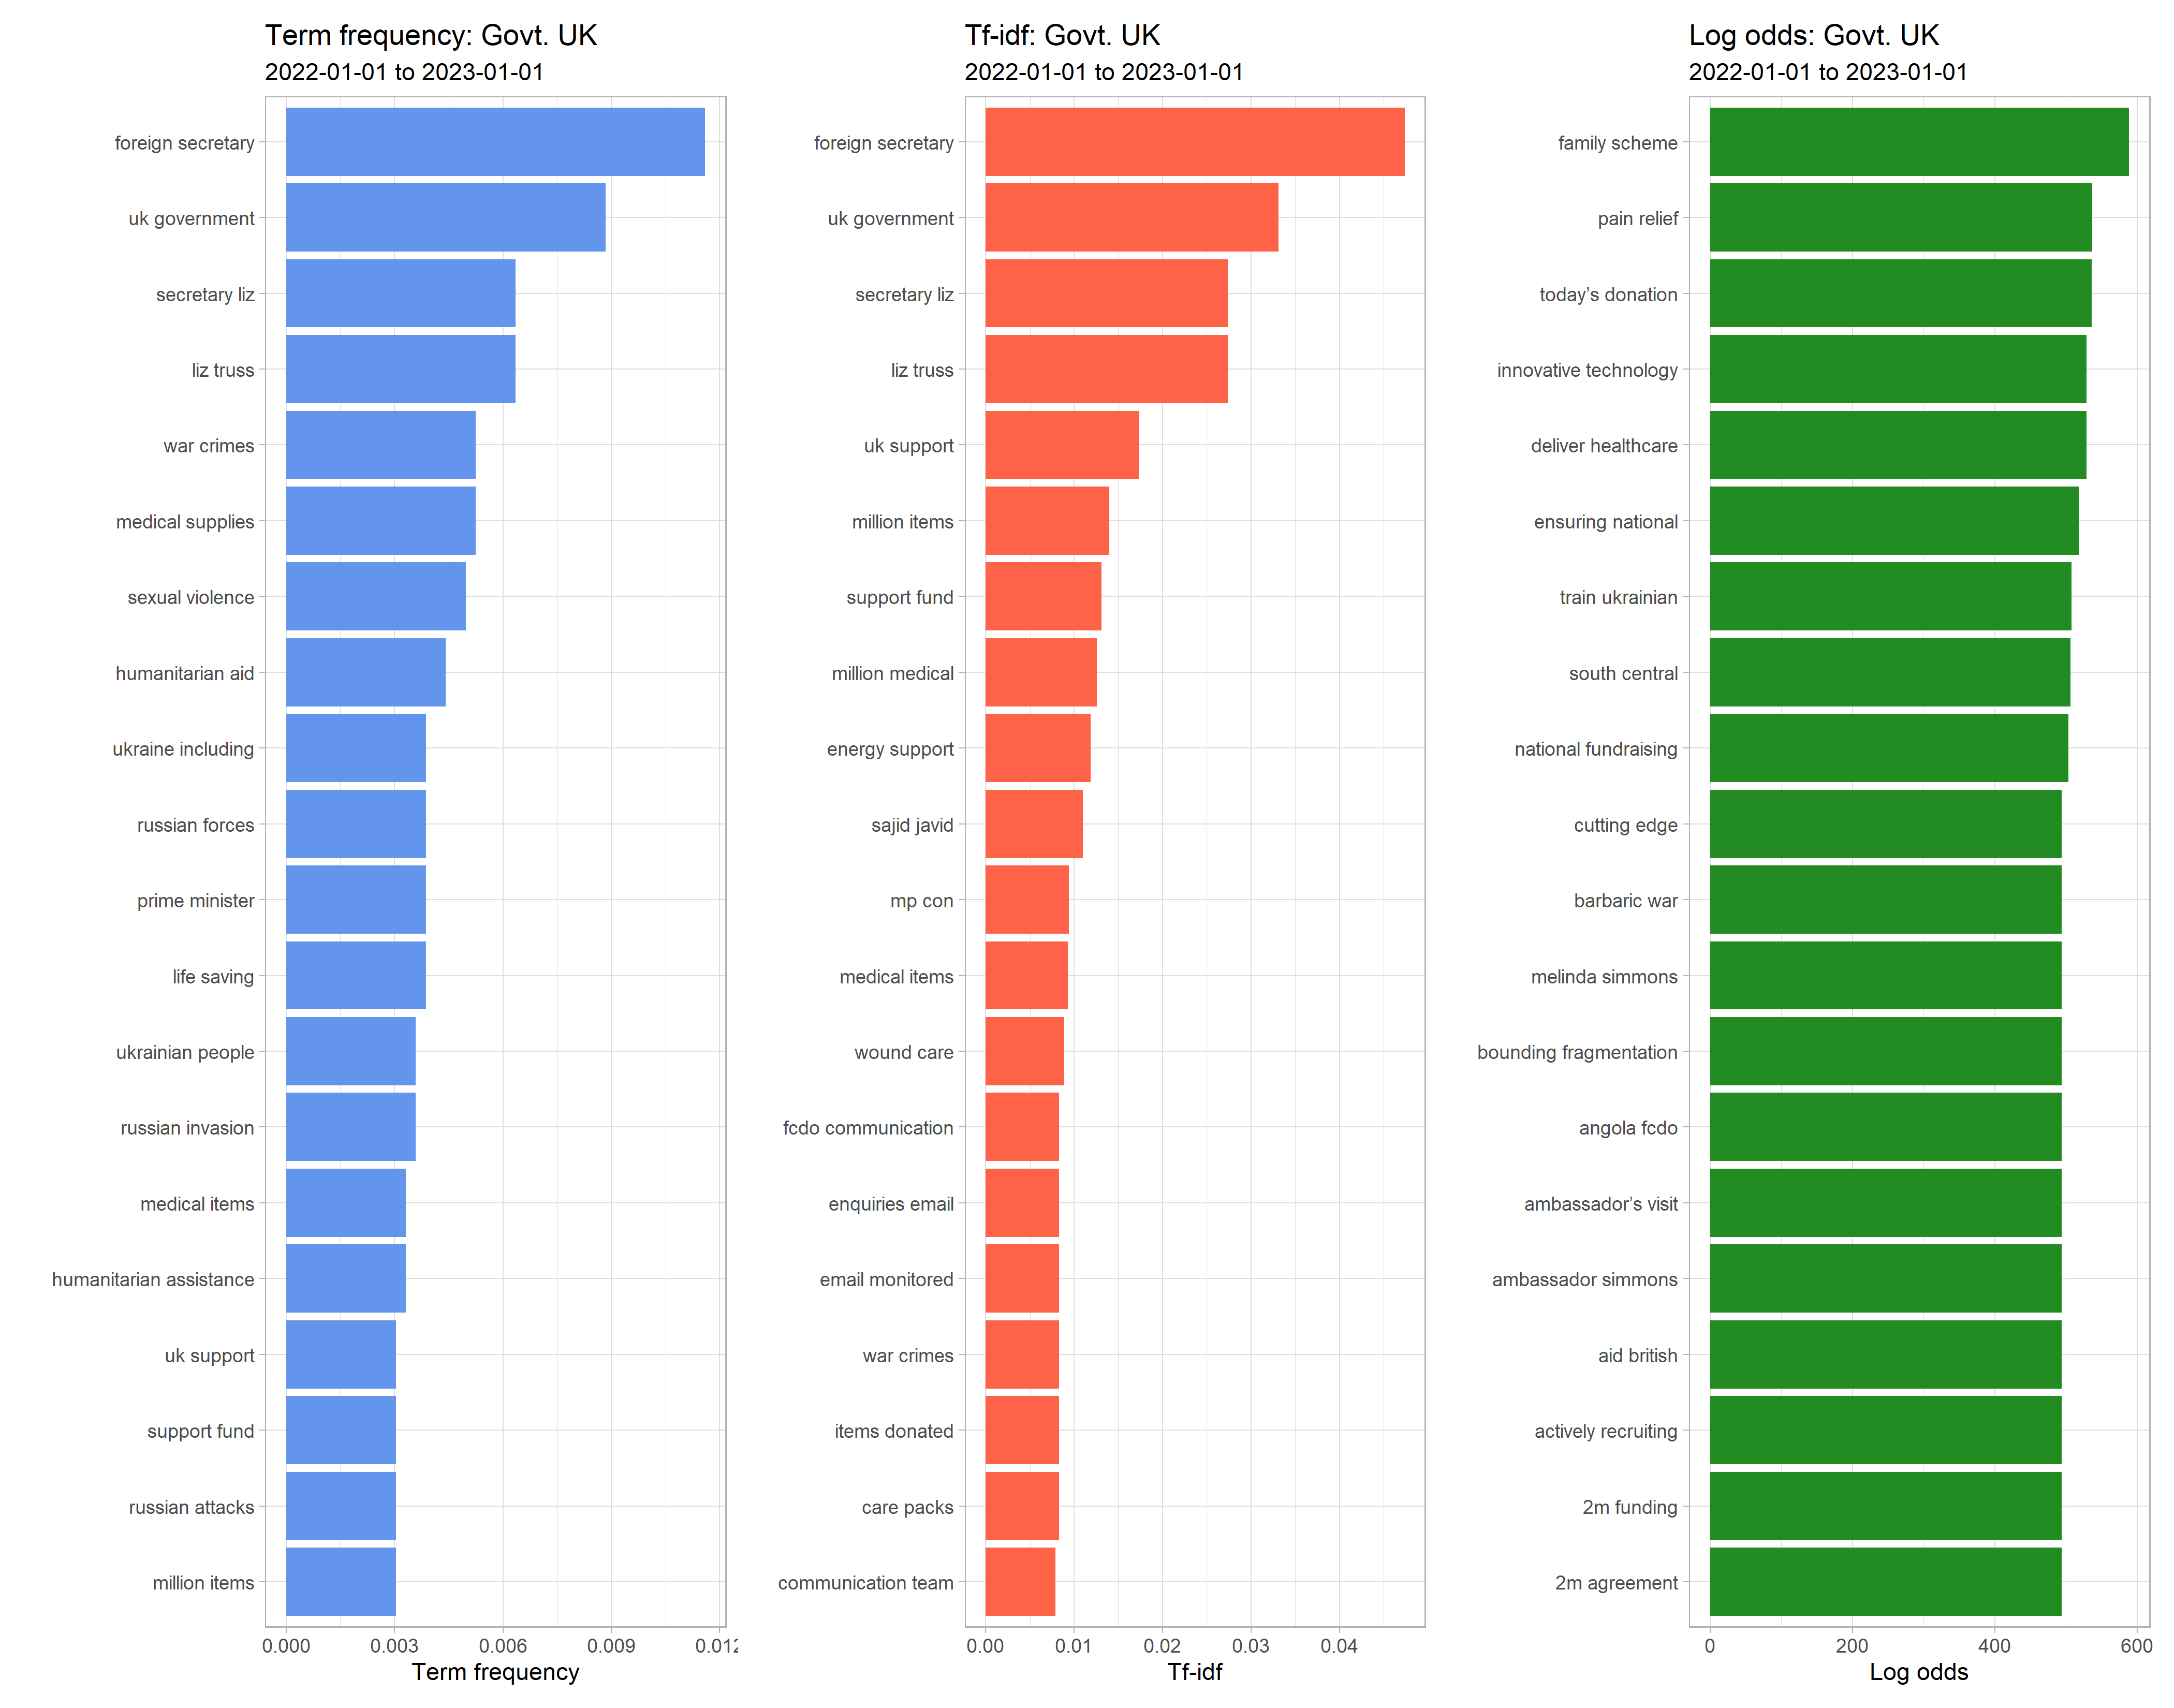 Term frequency: Govt. UK
2022-01-01 to 2023-01-01
foreign secretary
uk government
secretary liz
liz truss
war crimes
medical supplies
sexual violence
humanitarian aid
ukraine including
russian forces
prime minister
life saving
ukrainian people
russian invasion
medical items
humanitarian assistance
uk support
support fund
russian attacks
million items
0.000 0.003 0.006 0.009 0.012
Term frequency
Tf-idf: Govt. UK
2022-01-01 to 2023-01-01
foreign secretary
uk government
secretary liz
liz truss
uk support
million items
support fund
million medical
energy support
sajid javid
mp con
medical items
wound care
fcdo communication
enquiries email
email monitored
war crimes
items donated
care packs
communication team
0.00 0.01 0.02 0.03 0.04
Tf-idf
Log odds: Govt. UK
2022-01-01 to 2023-01-01
family scheme
pain relief
today’s donation
innovative technology
deliver healthcare
ensuring national
train ukrainian
south central
national fundraising
cutting edge
barbaric war
melinda simmons
bounding fragmentation
angola fcdo
ambassador’s visit
ambassador simmons
aid british
actively recruiting
2m funding
2m agreement
0 200 400 600
Log odds